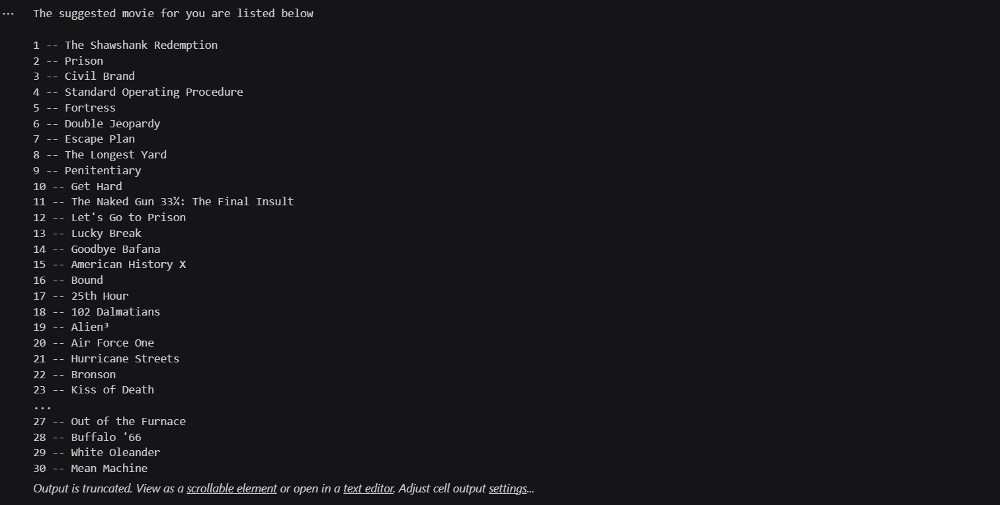 ...
The suggested movie for you are listed below
1 -- The Shawshank Redemption
2 -- Prison
3 -- Civil Brand
4 -- Standard Operating Procedure
5 -- Fortress
6 -- Double Jeopardy
7 -- Escape Plan
8 -- The Longest Yard
9 -- Penitentiary
10 -- Get Hard
11 -- The Naked Gun 33⅓: The Final Insult
12 -- Let's Go to Prison
13 -- Lucky Break
14 -- Goodbye Bafana
15 -- American History X
16 -- Bound
17 -- 25th Hour
18 -- 102 Dalmatians
19 -- Alien³
20 -- Air Force One
21 -- Hurricane Streets
22 -- Bronson
23 -- Kiss of Death
...
27 -- Out of the Furnace
28 -- Buffalo '66
29 -- White Oleander
30 -- Mean Machine
Output is truncated. View as a scrollable element or open in a text editor. Adjust cell output settings...